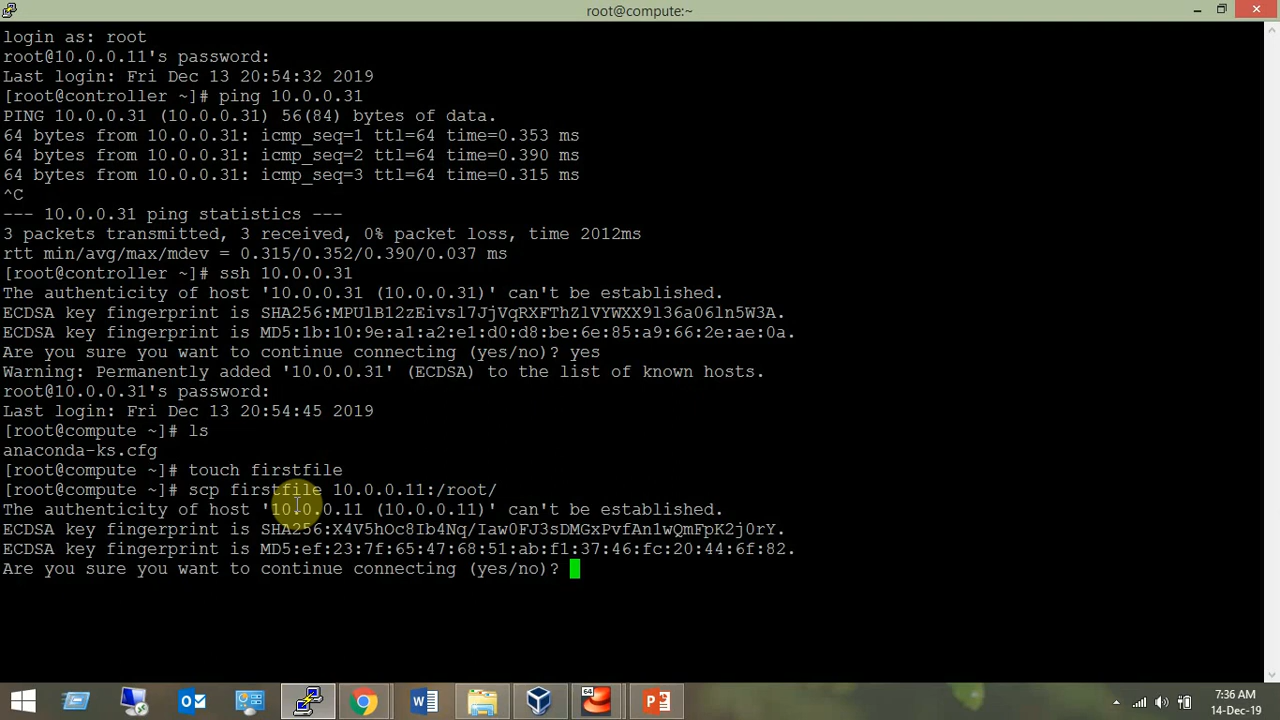 root@compute:~
login as: root
root@10.0.0.11's password:
Last login: Fri Dec 13 20:54:32 2019
[root@controller ~]# ping 10.0.0.31
PING 10.0.0.31 (10.0.0.31) 56(84) bytes of data.
64 bytes from 10.0.0.31: icmp_seq=1 ttl=64 time=0.353 ms
64 bytes from 10.0.0.31: icmp_seq=2 ttl=64 time=0.390 ms
64 bytes from 10.0.0.31: icmp_seq=3 ttl=64 time=0.315 ms
^C
--- 10.0.0.31 ping statistics ---
3 packets transmitted, 3 received, 0% packet loss, time 2012ms
rtt min/avg/max/mdev = 0.315/0.352/0.390/0.037 ms
[root@controller ~]# ssh 10.0.0.31
The authenticity of host '10.0.0.31 (10.0.0.31)' can't be established.
ECDSA key fingerprint is SHA256:MPUlB12zEivsl7JjVqRXFThZlVYWXX9l36a06ln5W3A.
ECDSA key fingerprint is MD5:1b:10:9e:a1:a2:e1:d0:d8:be:6e:85:a9:66:2e:ae:0a.
Are you sure you want to continue connecting (yes/no)? yes
Warning: Permanently added '10.0.0.31' (ECDSA) to the list of known hosts.
root@10.0.0.31's password:
Last login: Fri Dec 13 20:54:45 2019
[root@compute ~]# ls
anaconda-ks.cfg
[root@compute ~]# touch firstfile
[root@compute ~]# scp firstfile 10.0.0.11:/root/
The authenticity of host '10.0.0.11 (10.0.0.11)' can't be established.
ECDSA key fingerprint is SHA256:X4V5hOc8Ib4Nq/Iaw0FJ3sDMGxPvfAn1wQmFpK2j0rY.
ECDSA key fingerprint is MD5:ef:23:7f:65:47:68:51:ab:f1:37:46:fc:20:44:6f:82.
Are you sure you want to continue connecting (yes/no)?
64
7:36 AM
14-Dec-19